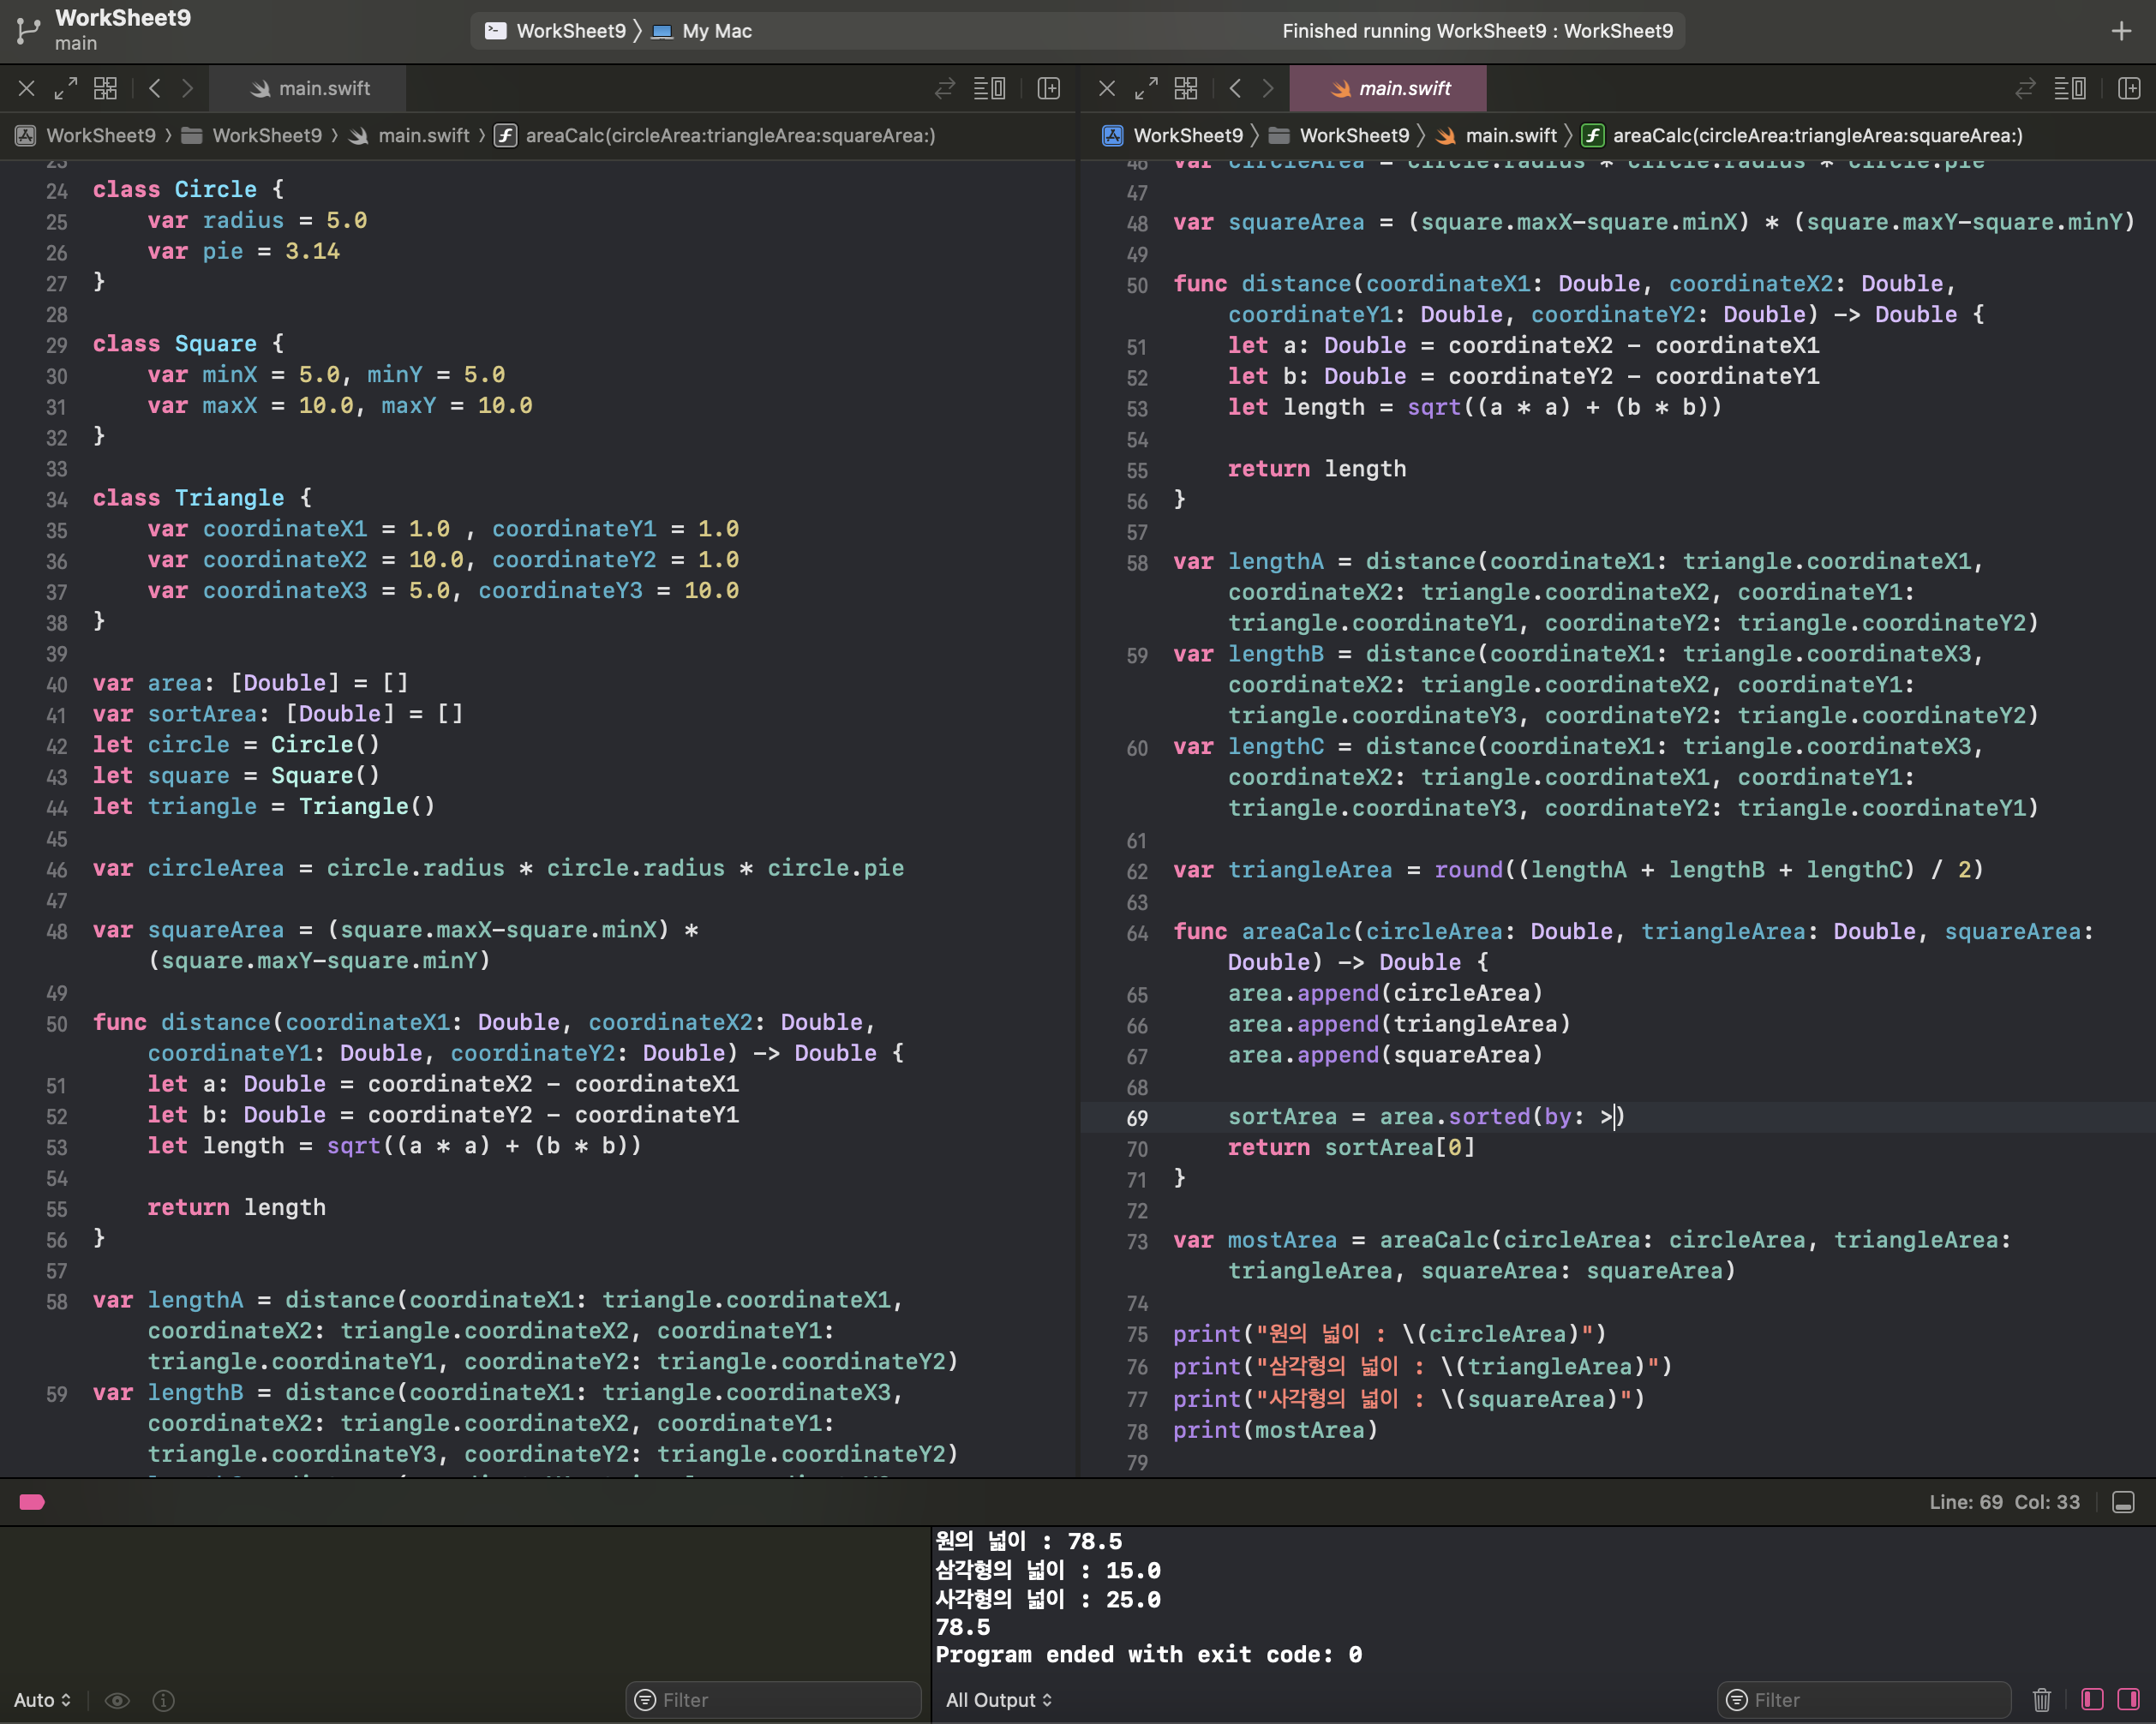 WorkSheet9
main
WorkSheet9 〉 My Mac
Finished running WorkSheet9 : WorkSheet9
main.swift
WorkSheet9 〉 WorkSheet9 〉 main.swift 〉 areaCalc(circleArea:triangleArea:squareArea:)
23
24 class Circle {
25     var radius = 5.0
26     var pie = 3.14
27 }
28
29 class Square {
30     var minX = 5.0, minY = 5.0
31     var maxX = 10.0, maxY = 10.0
32 }
33
34 class Triangle {
35     var coordinateX1 = 1.0 , coordinateY1 = 1.0
36     var coordinateX2 = 10.0, coordinateY2 = 1.0
37     var coordinateX3 = 5.0, coordinateY3 = 10.0
38 }
39
40 var area: [Double] = []
41 var sortArea: [Double] = []
42 let circle = Circle()
43 let square = Square()
44 let triangle = Triangle()
45
46 var circleArea = circle.radius * circle.radius * circle.pie
47
48 var squareArea = (square.maxX-square.minX) *
    (square.maxY-square.minY)
49
50 func distance(coordinateX1: Double, coordinateX2: Double,
    coordinateY1: Double, coordinateY2: Double) -> Double {
51     let a: Double = coordinateX2 - coordinateX1
52     let b: Double = coordinateY2 - coordinateY1
53     let length = sqrt((a * a) + (b * b))
54
55     return length
56 }
57
58 var lengthA = distance(coordinateX1: triangle.coordinateX1,
    coordinateX2: triangle.coordinateX2, coordinateY1:
    triangle.coordinateY1, coordinateY2: triangle.coordinateY2)
59 var lengthB = distance(coordinateX1: triangle.coordinateX3,
    coordinateX2: triangle.coordinateX2, coordinateY1:
    triangle.coordinateY3, coordinateY2: triangle.coordinateY2)
main.swift
WorkSheet9 〉 WorkSheet9 〉 main.swift 〉 areaCalc(circleArea:triangleArea:squareArea:)
46 var circleArea = circle.radius * circle.radius * circle.pie
47
48 var squareArea = (square.maxX-square.minX) * (square.maxY-square.minY)
49
50 func distance(coordinateX1: Double, coordinateX2: Double,
    coordinateY1: Double, coordinateY2: Double) -> Double {
51     let a: Double = coordinateX2 - coordinateX1
52     let b: Double = coordinateY2 - coordinateY1
53     let length = sqrt((a * a) + (b * b))
54
55     return length
56 }
57
58 var lengthA = distance(coordinateX1: triangle.coordinateX1,
    coordinateX2: triangle.coordinateX2, coordinateY1:
    triangle.coordinateY1, coordinateY2: triangle.coordinateY2)
59 var lengthB = distance(coordinateX1: triangle.coordinateX3,
    coordinateX2: triangle.coordinateX2, coordinateY1:
    triangle.coordinateY3, coordinateY2: triangle.coordinateY2)
60 var lengthC = distance(coordinateX1: triangle.coordinateX3,
    coordinateX2: triangle.coordinateX1, coordinateY1:
    triangle.coordinateY3, coordinateY2: triangle.coordinateY1)
61
62 var triangleArea = round((lengthA + lengthB + lengthC) / 2)
63
64 func areaCalc(circleArea: Double, triangleArea: Double, squareArea:
    Double) -> Double {
65     area.append(circleArea)
66     area.append(triangleArea)
67     area.append(squareArea)
68
69     sortArea = area.sorted(by: >)
70     return sortArea[0]
71 }
72
73 var mostArea = areaCalc(circleArea: circleArea, triangleArea:
    triangleArea, squareArea: squareArea)
74
75 print("원의 넓이 : \(circleArea)")
76 print("삼각형의 넓이 : \(triangleArea)")
77 print("사각형의 넓이 : \(squareArea)")
78 print(mostArea)
79
Line: 69 Col: 33
원의 넓이 : 78.5
삼각형의 넓이 : 15.0
사각형의 넓이 : 25.0
78.5
Program ended with exit code: 0
Auto
Filter
All Output
Filter